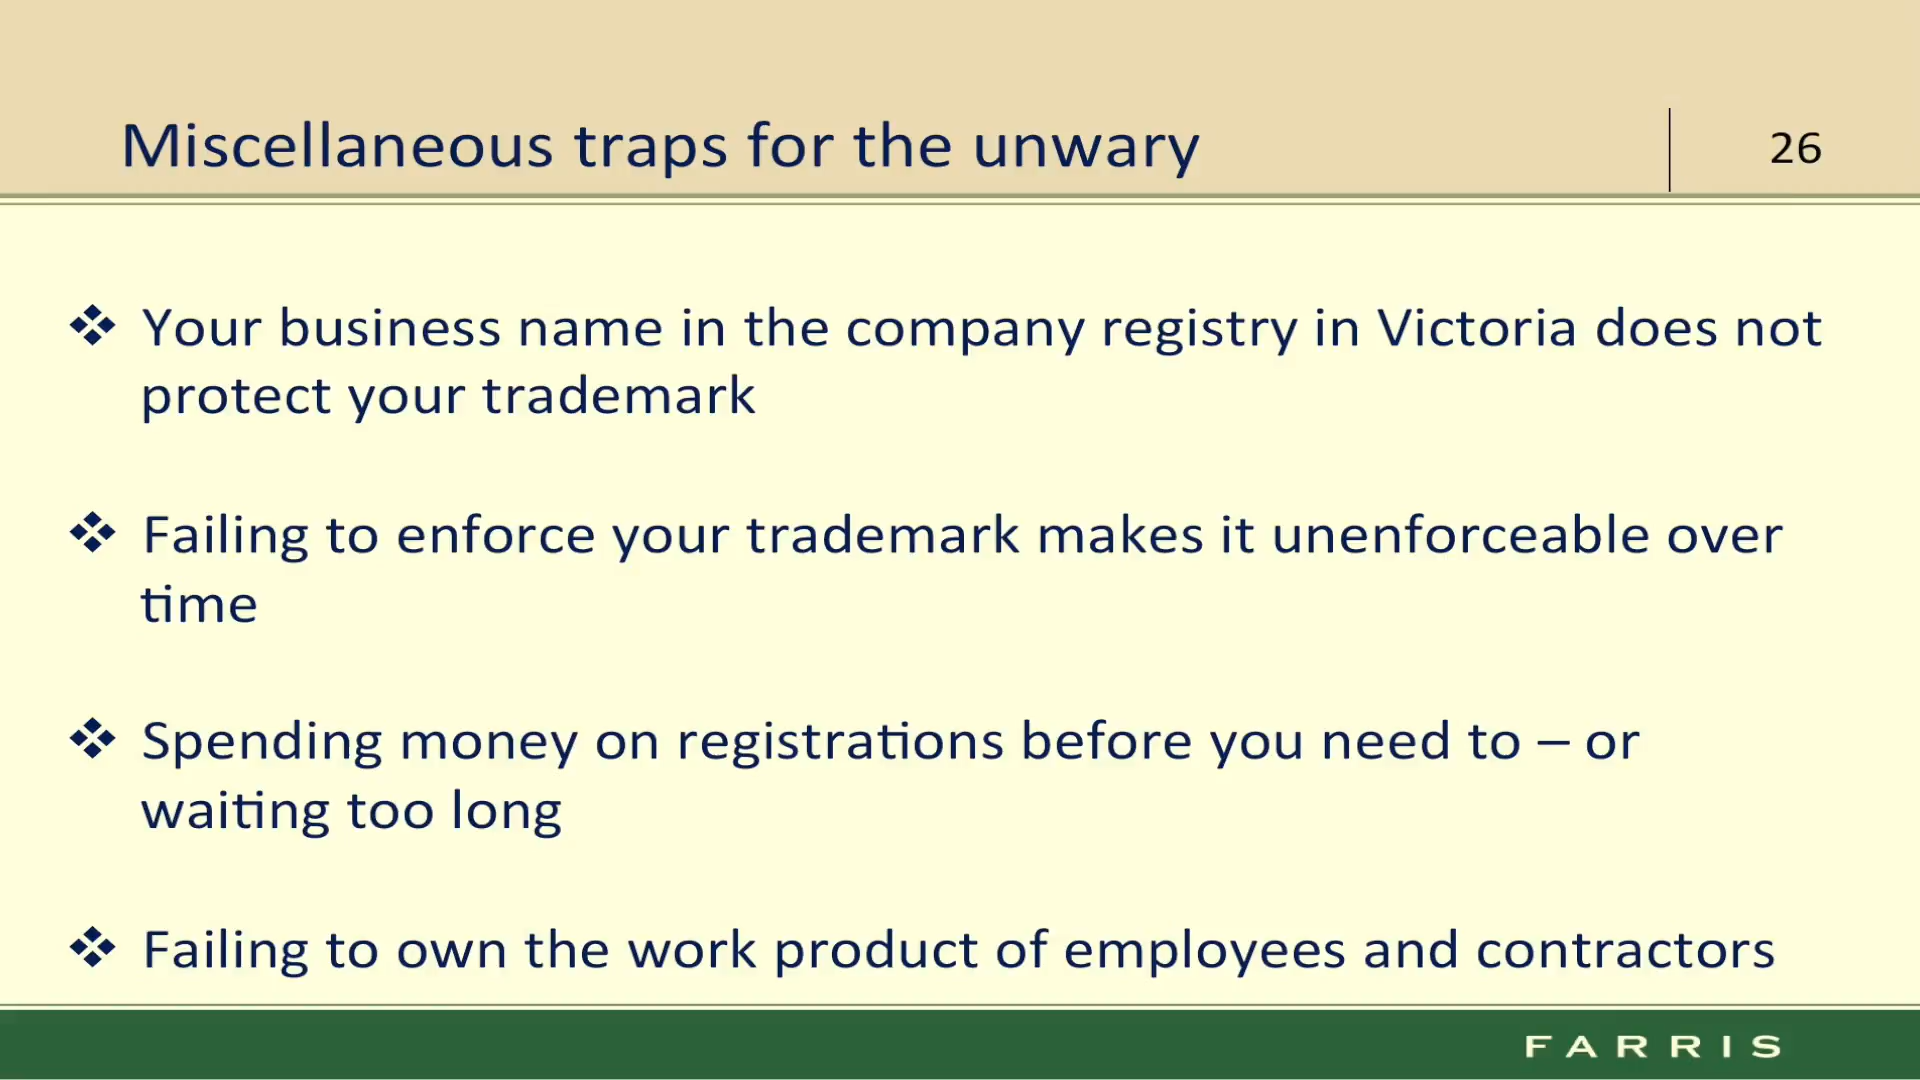 Miscellaneous traps for the unwary
26
❖ Your business name in the company registry in Victoria does not
protect your trademark
❖ Failing to enforce your trademark makes it unenforceable over
time
❖ Spending money on registrations before you need to – or
waiting too long
❖ Failing to own the work product of employees and contractors
FARRIS